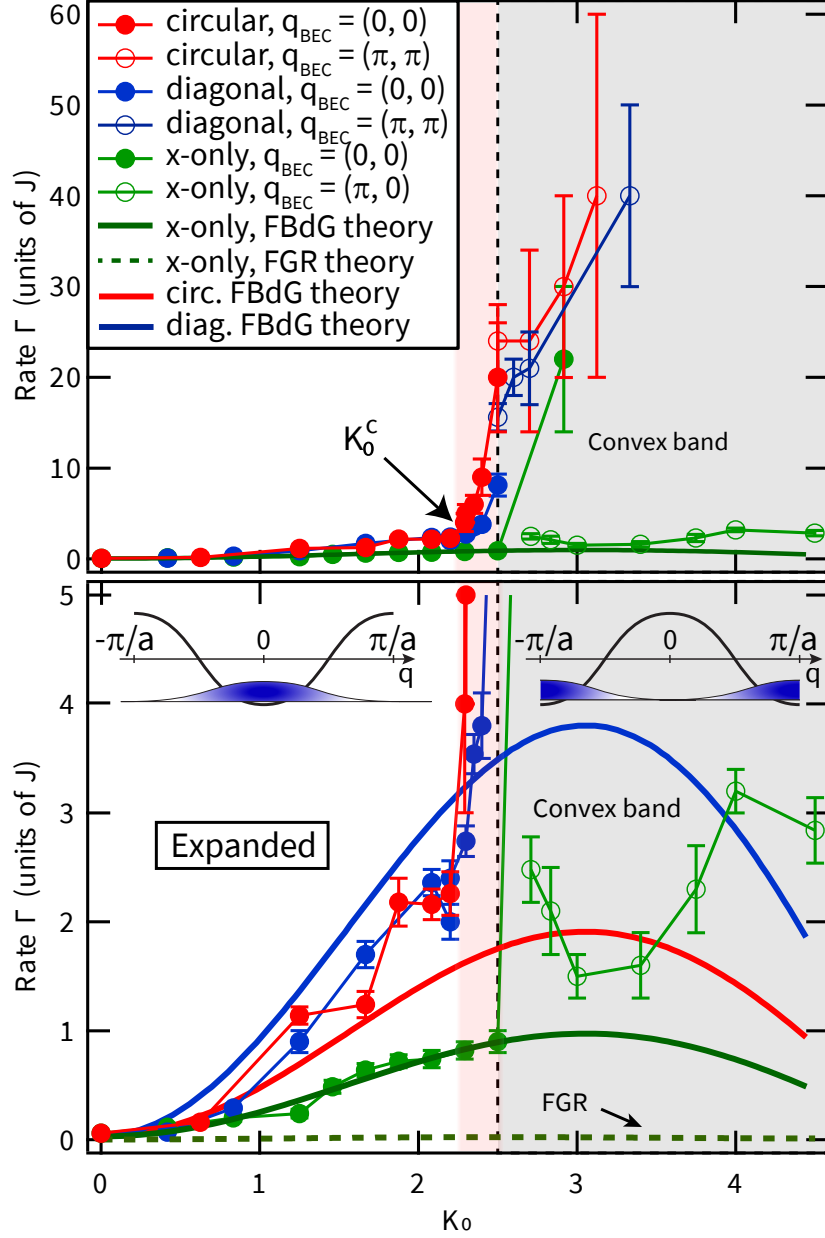 60
50
40
30
20
10
0
Rate Γ (units of J)
circular, q_BEC = (0, 0)
circular, q_BEC = (π, π)
diagonal, q_BEC = (0, 0)
diagonal, q_BEC = (π, π)
x-only, q_BEC = (0, 0)
x-only, q_BEC = (π, 0)
x-only, FBdG theory
x-only, FGR theory
circ. FBdG theory
diag. FBdG theory
K₀ᶜ
Convex band
5
4
3
2
1
0
Rate Γ (units of J)
-π/a 0 π/a
q
-π/a 0 π/a
q
Convex band
Expanded
FGR
0 1 2 3 4
K₀